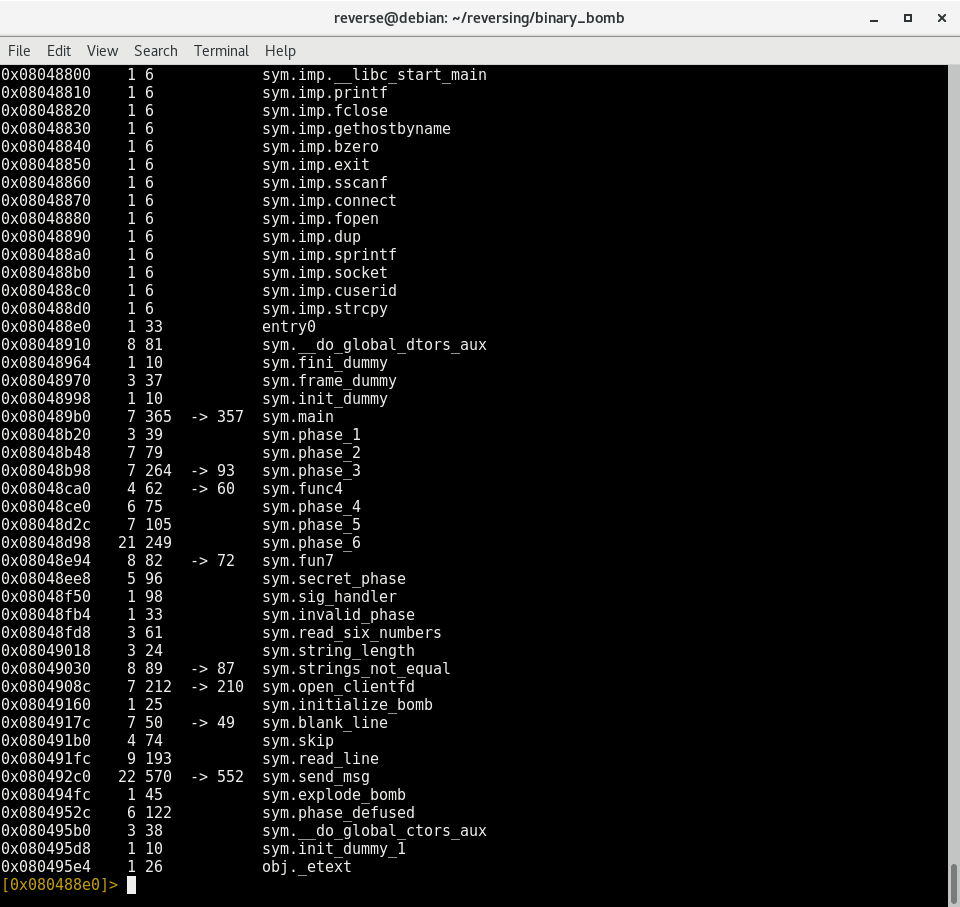 reverse@debian: ~/reversing/binary_bomb
File Edit View Search Terminal Help
0x08048800 1 6 sym.imp.__libc_start_main
0x08048810 1 6 sym.imp.printf
0x08048820 1 6 sym.imp.fclose
0x08048830 1 6 sym.imp.gethostbyname
0x08048840 1 6 sym.imp.bzero
0x08048850 1 6 sym.imp.exit
0x08048860 1 6 sym.imp.sscanf
0x08048870 1 6 sym.imp.connect
0x08048880 1 6 sym.imp.fopen
0x08048890 1 6 sym.imp.dup
0x080488a0 1 6 sym.imp.sprintf
0x080488b0 1 6 sym.imp.socket
0x080488c0 1 6 sym.imp.cuserid
0x080488d0 1 6 sym.imp.strcpy
0x080488e0 1 33 entry0
0x08048910 8 81 sym.__do_global_dtors_aux
0x08048964 1 10 sym.fini_dummy
0x08048970 3 37 sym.frame_dummy
0x08048998 1 10 sym.init_dummy
0x080489b0 7 365 -> 357 sym.main
0x08048b20 3 39 sym.phase_1
0x08048b48 7 79 sym.phase_2
0x08048b98 7 264 -> 93 sym.phase_3
0x08048ca0 4 62 -> 60 sym.func4
0x08048ce0 6 75 sym.phase_4
0x08048d2c 7 105 sym.phase_5
0x08048d98 21 249 sym.phase_6
0x08048e94 8 82 -> 72 sym.fun7
0x08048ee8 5 96 sym.secret_phase
0x08048f50 1 98 sym.sig_handler
0x08048fb4 1 33 sym.invalid_phase
0x08048fd8 3 61 sym.read_six_numbers
0x08049018 3 24 sym.string_length
0x08049030 8 89 -> 87 sym.strings_not_equal
0x0804908c 7 212 -> 210 sym.open_clientfd
0x08049160 1 25 sym.initialize_bomb
0x0804917c 7 50 -> 49 sym.blank_line
0x080491b0 4 74 sym.skip
0x080491fc 9 193 sym.read_line
0x080492c0 22 570 -> 552 sym.send_msg
0x080494fc 1 45 sym.explode_bomb
0x0804952c 6 122 sym.phase_defused
0x080495b0 3 38 sym.__do_global_ctors_aux
0x080495d8 1 10 sym.init_dummy_1
0x080495e4 1 26 obj._etext
[0x080488e0]>